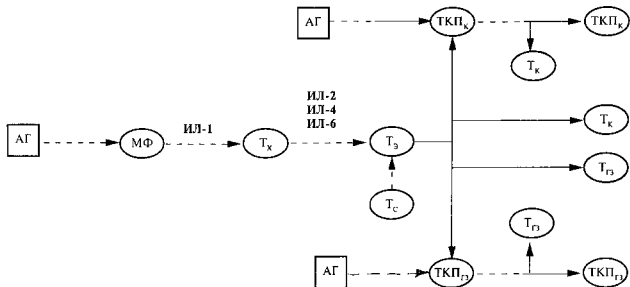 АГ
ТКПк
ТКПк
Тк
ИЛ-2
ИЛ-4
ИЛ-6
Тк
АГ
МФ
ИЛ-1
Тх
Тэ
Тгз
Тс
Тгз
АГ
ТКПгз
ТКПгз